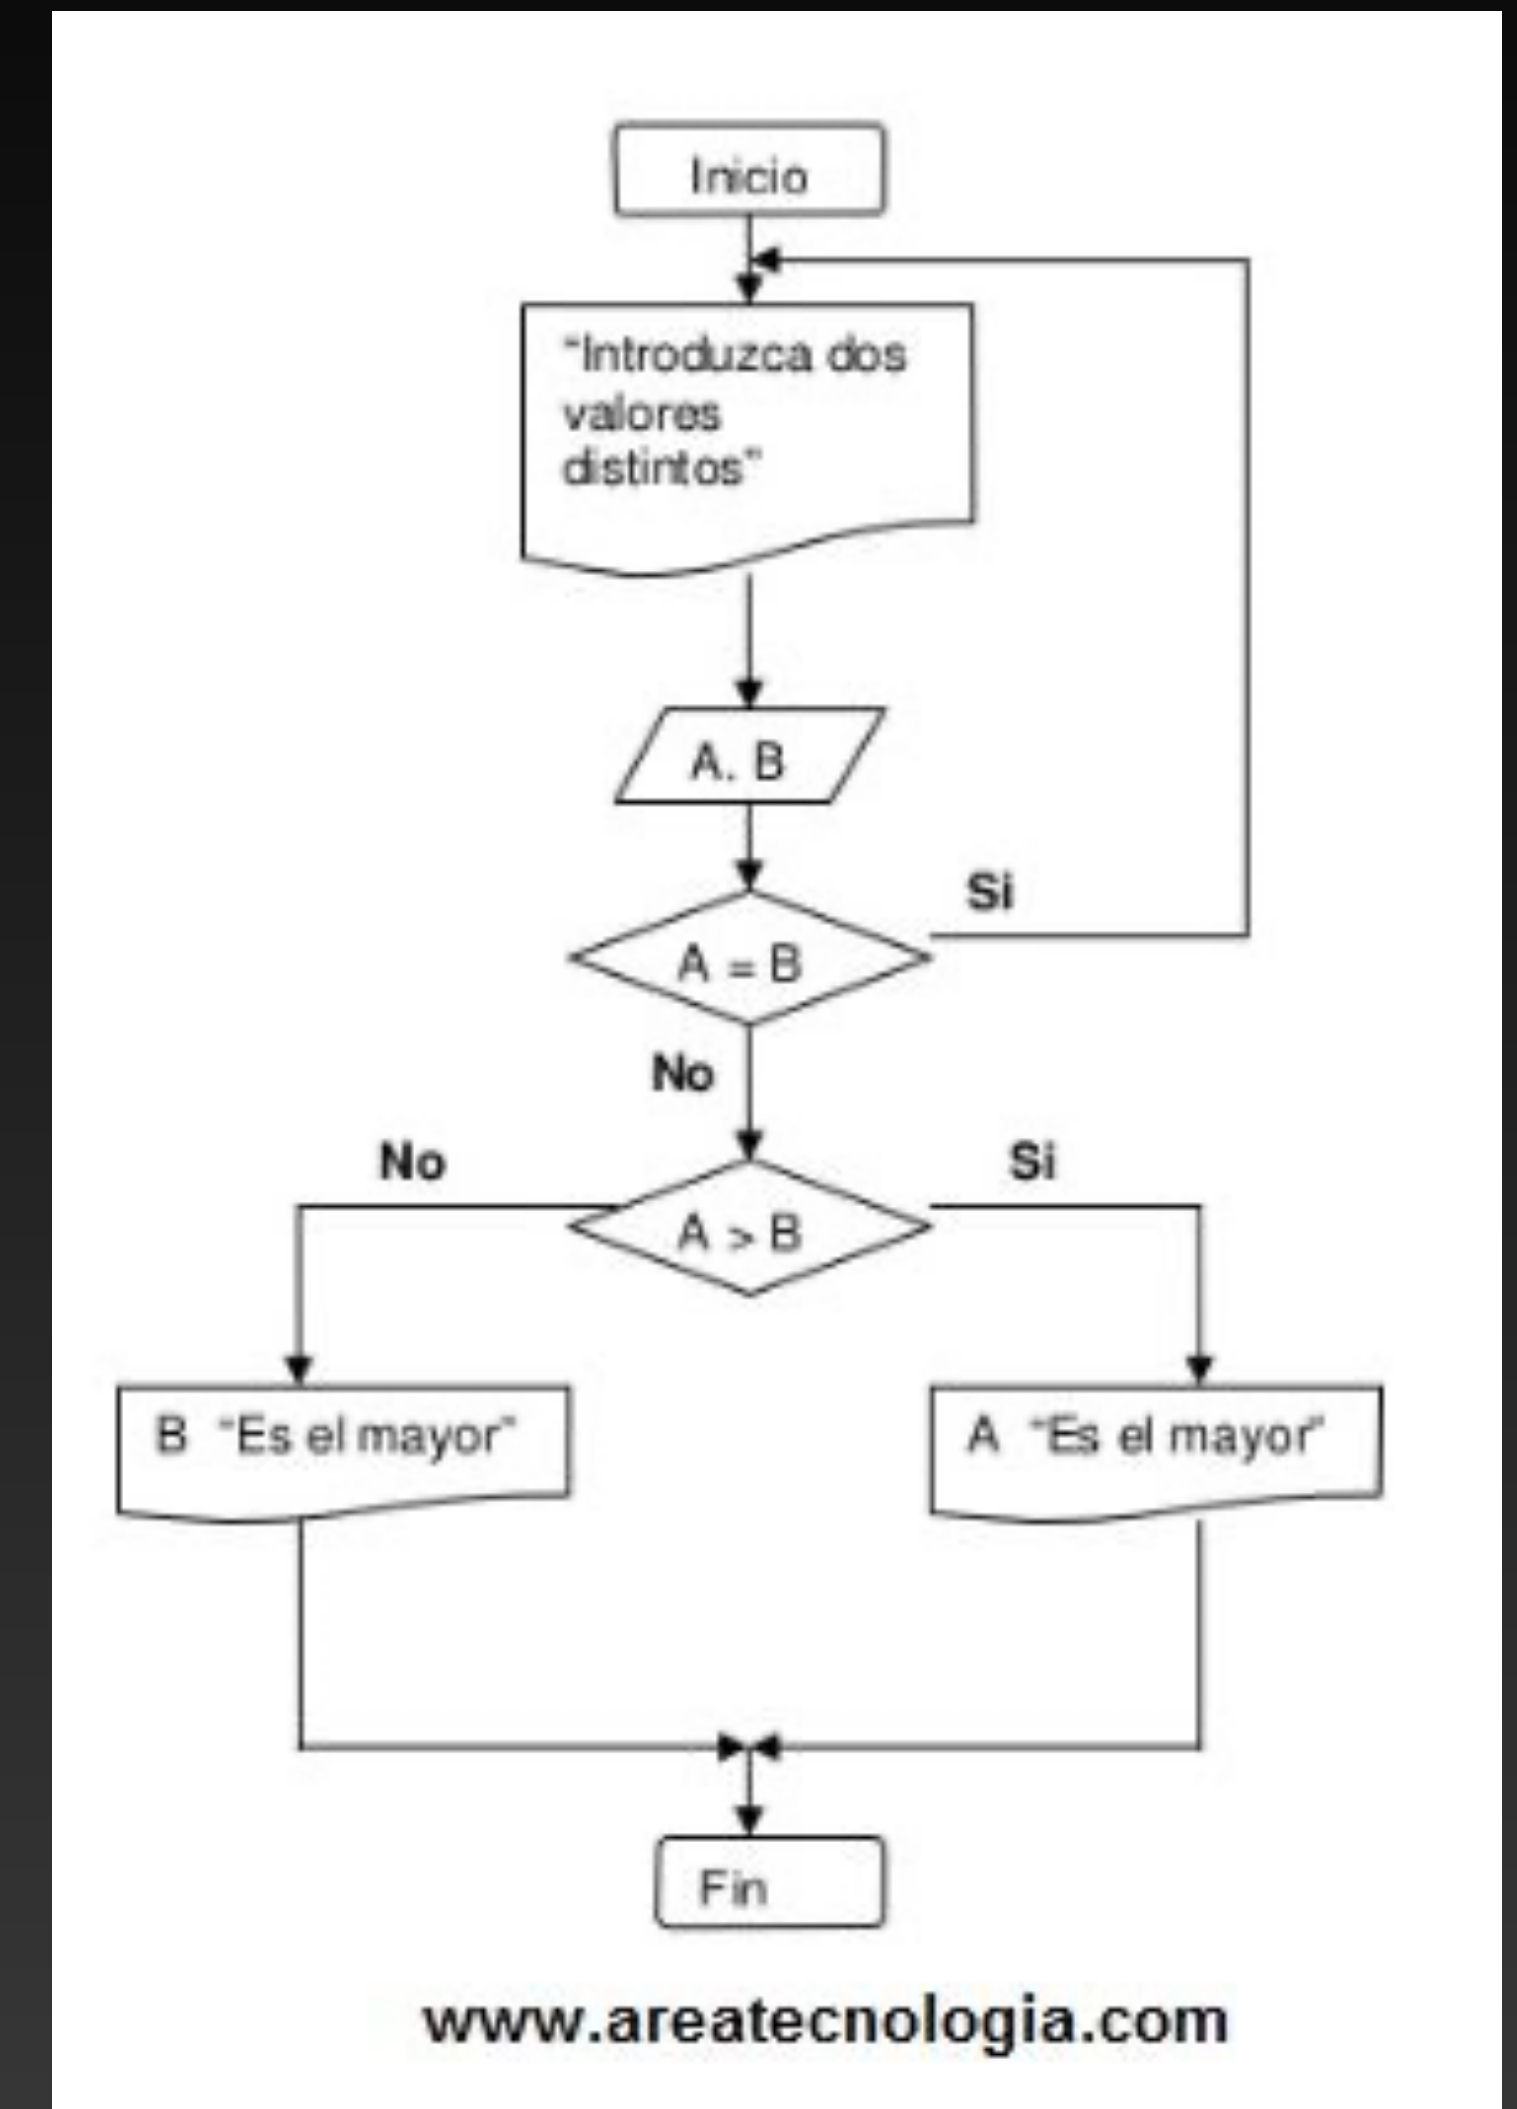 Inicio
“Introduzca dos
valores
distintos”
A. B
Si
A = B
No
No
Si
A > B
B “Es el mayor”
A “Es el mayor”
Fin
www.areatecnologia.com